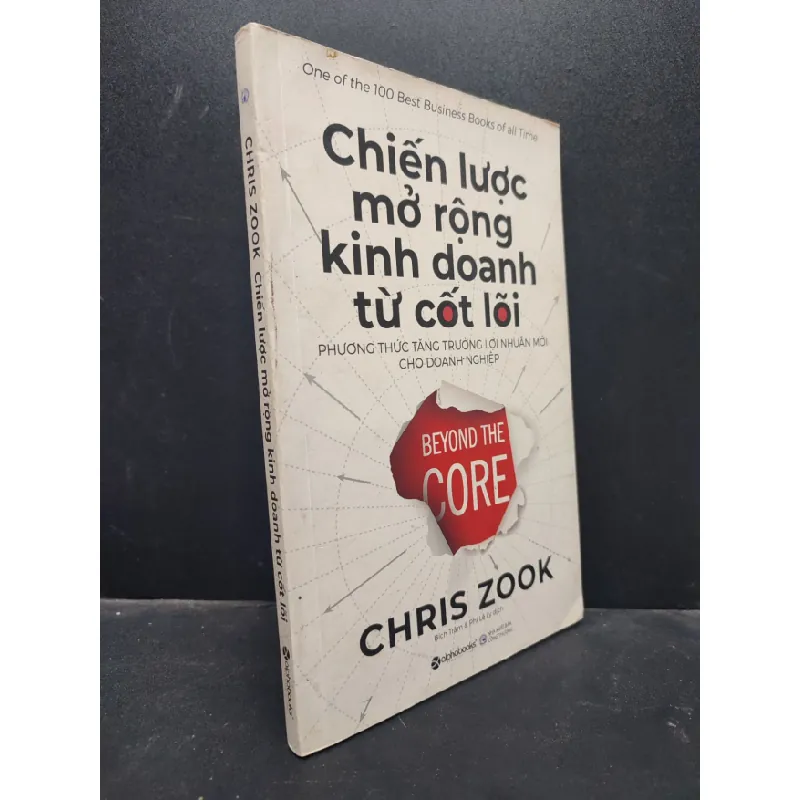 One of the 100 Best Business Books of all Time
Chiến lược
mở rộng
kinh doanh
từ cốt lõi
PHƯƠNG THỨC TĂNG TRƯỞNG LỢI NHUẬN MỚI
CHO DOANH NGHIỆP
BEYOND THE
CORE
CHRIS ZOOK
alphabooks
CHRIS ZOOK Chiến lược mở rộng kinh doanh từ cốt lõi
alphabooks